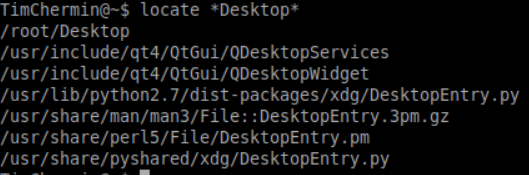 TimChermin@~$ locate *Desktop*
/root/Desktop
/usr/include/qt4/QtGui/QDesktopServices
/usr/include/qt4/QtGui/QDesktopWidget
/usr/lib/python2.7/dist-packages/xdg/DesktopEntry.py
/usr/share/man/man3/File::DesktopEntry.3pm.gz
/usr/share/perl5/File/DesktopEntry.pm
/usr/share/pyshared/xdg/DesktopEntry.py
TimChermin@~$